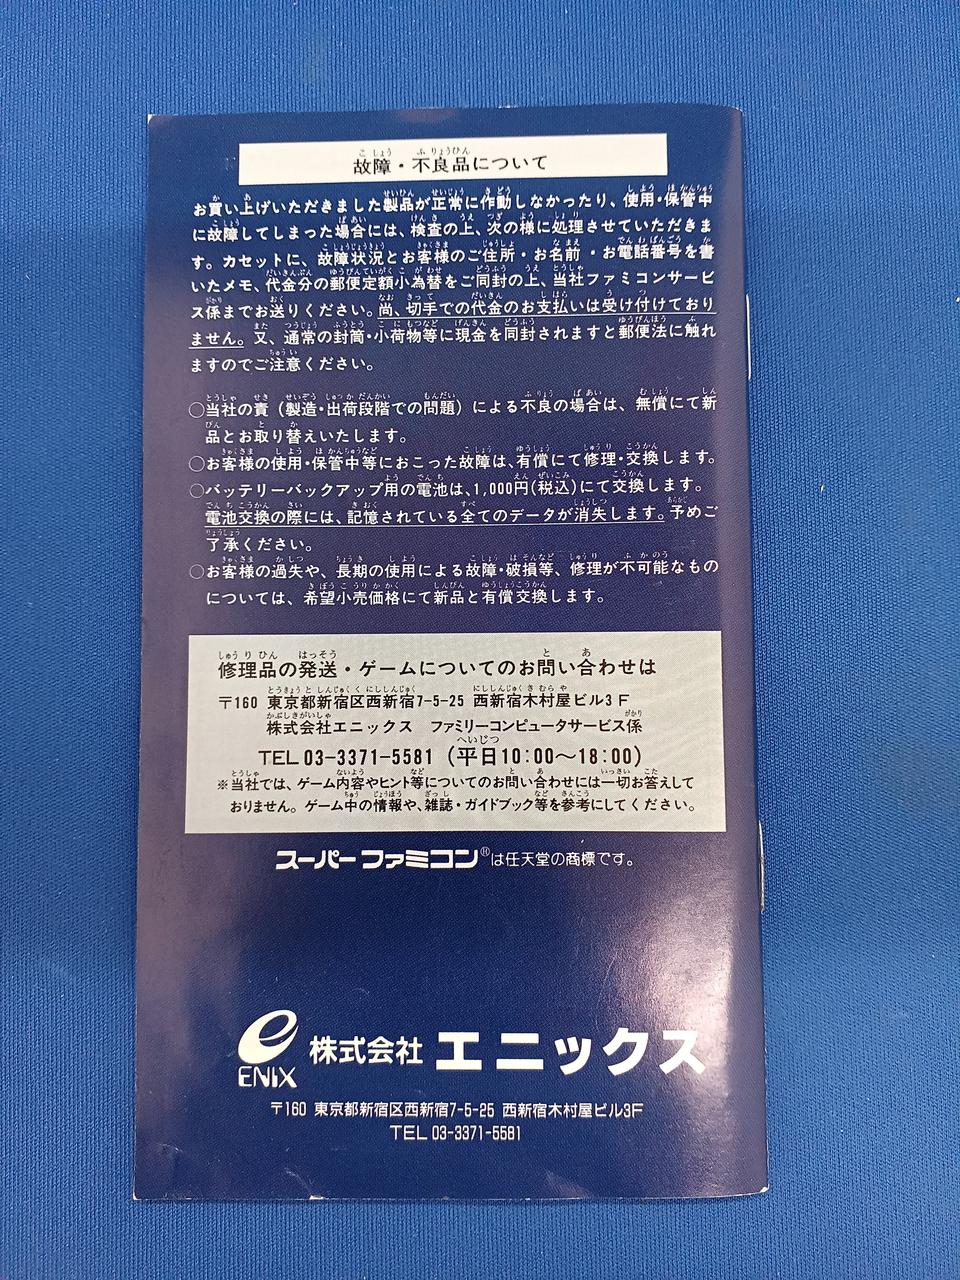 故障・不良品について
お買い上げいただきました製品が正常に作動しなかったり、使用・保管中
に故障してしまった場合には、検査の上、次の様に処理させていただきま
す。カセットに、故障状況とお客様のご住所・お名前・お電話番号を書
いたメモ、代金分の郵便定額小為替をご同封の上、当社ファミコンサービ
ス係までお送りください。尚、切手での代金のお支払いは受け付けており
ません。又、通常の封筒・小荷物等に現金を同封されますと郵便法に触れ
ますのでご注意ください。
○当社の責（製造・出荷段階での問題）による不良の場合は、無償にて新
品とお取り替えいたします。
○お客様の使用・保管中等におこった故障は、有償にて修理・交換します。
○バッテリーバックアップ用の電池は、1,000円(税込)にて交換します。
電池交換の際には、記憶されている全てのデータが消失します。予めご
了承ください。
○お客様の過失や、長期の使用による故障・破損等、修理が不可能なもの
については、希望小売価格にて新品と有償交換します。
修理品の発送・ゲームについてのお問い合わせは
〒160 東京都新宿区西新宿7-5-25 西新宿木村屋ビル3F
株式会社エニックス ファミリーコンピュータサービス係
TEL 03-3371-5581（平日10:00〜18:00）
※当社では、ゲーム内容やヒント等についてのお問い合わせには一切お答えして
おりません。ゲーム中の情報や、雑誌・ガイドブック等を参考にしてください。
スーパーファミコン®は任天堂の商標です。
ENIX 株式会社 エニックス
〒160 東京都新宿区西新宿7-5-25 西新宿木村屋ビル3F
TEL 03-3371-5581